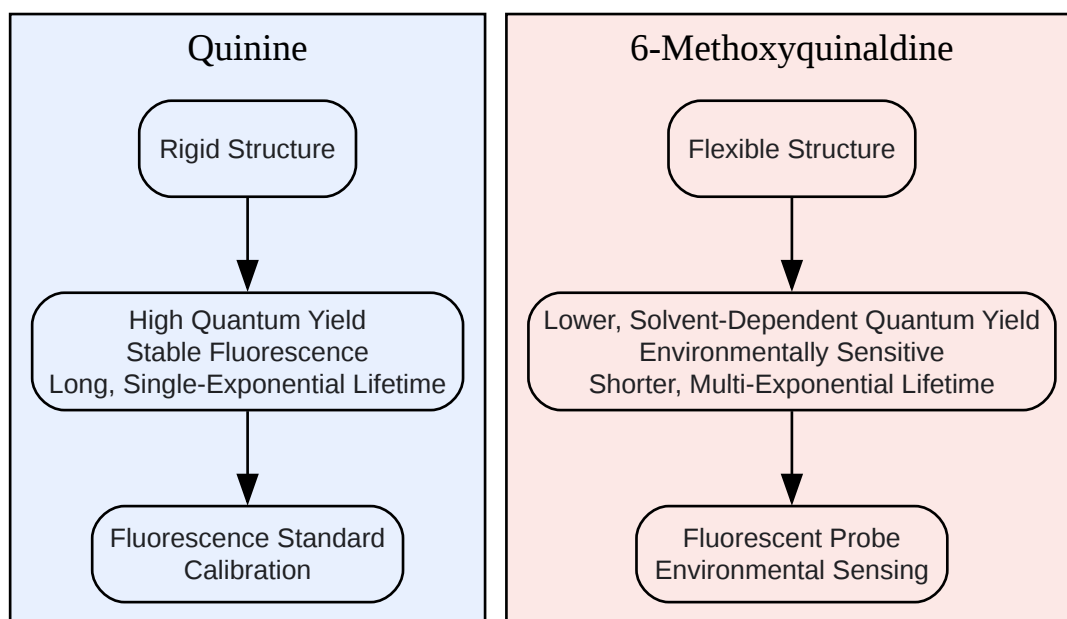 Quinine
Rigid Structure
High Quantum Yield
Stable Fluorescence
Long, Single-Exponential Lifetime
Fluorescence Standard
Calibration
6-Methoxyquinaldine
Flexible Structure
Lower, Solvent-Dependent Quantum Yield
Environmentally Sensitive
Shorter, Multi-Exponential Lifetime
Fluorescent Probe
Environmental Sensing